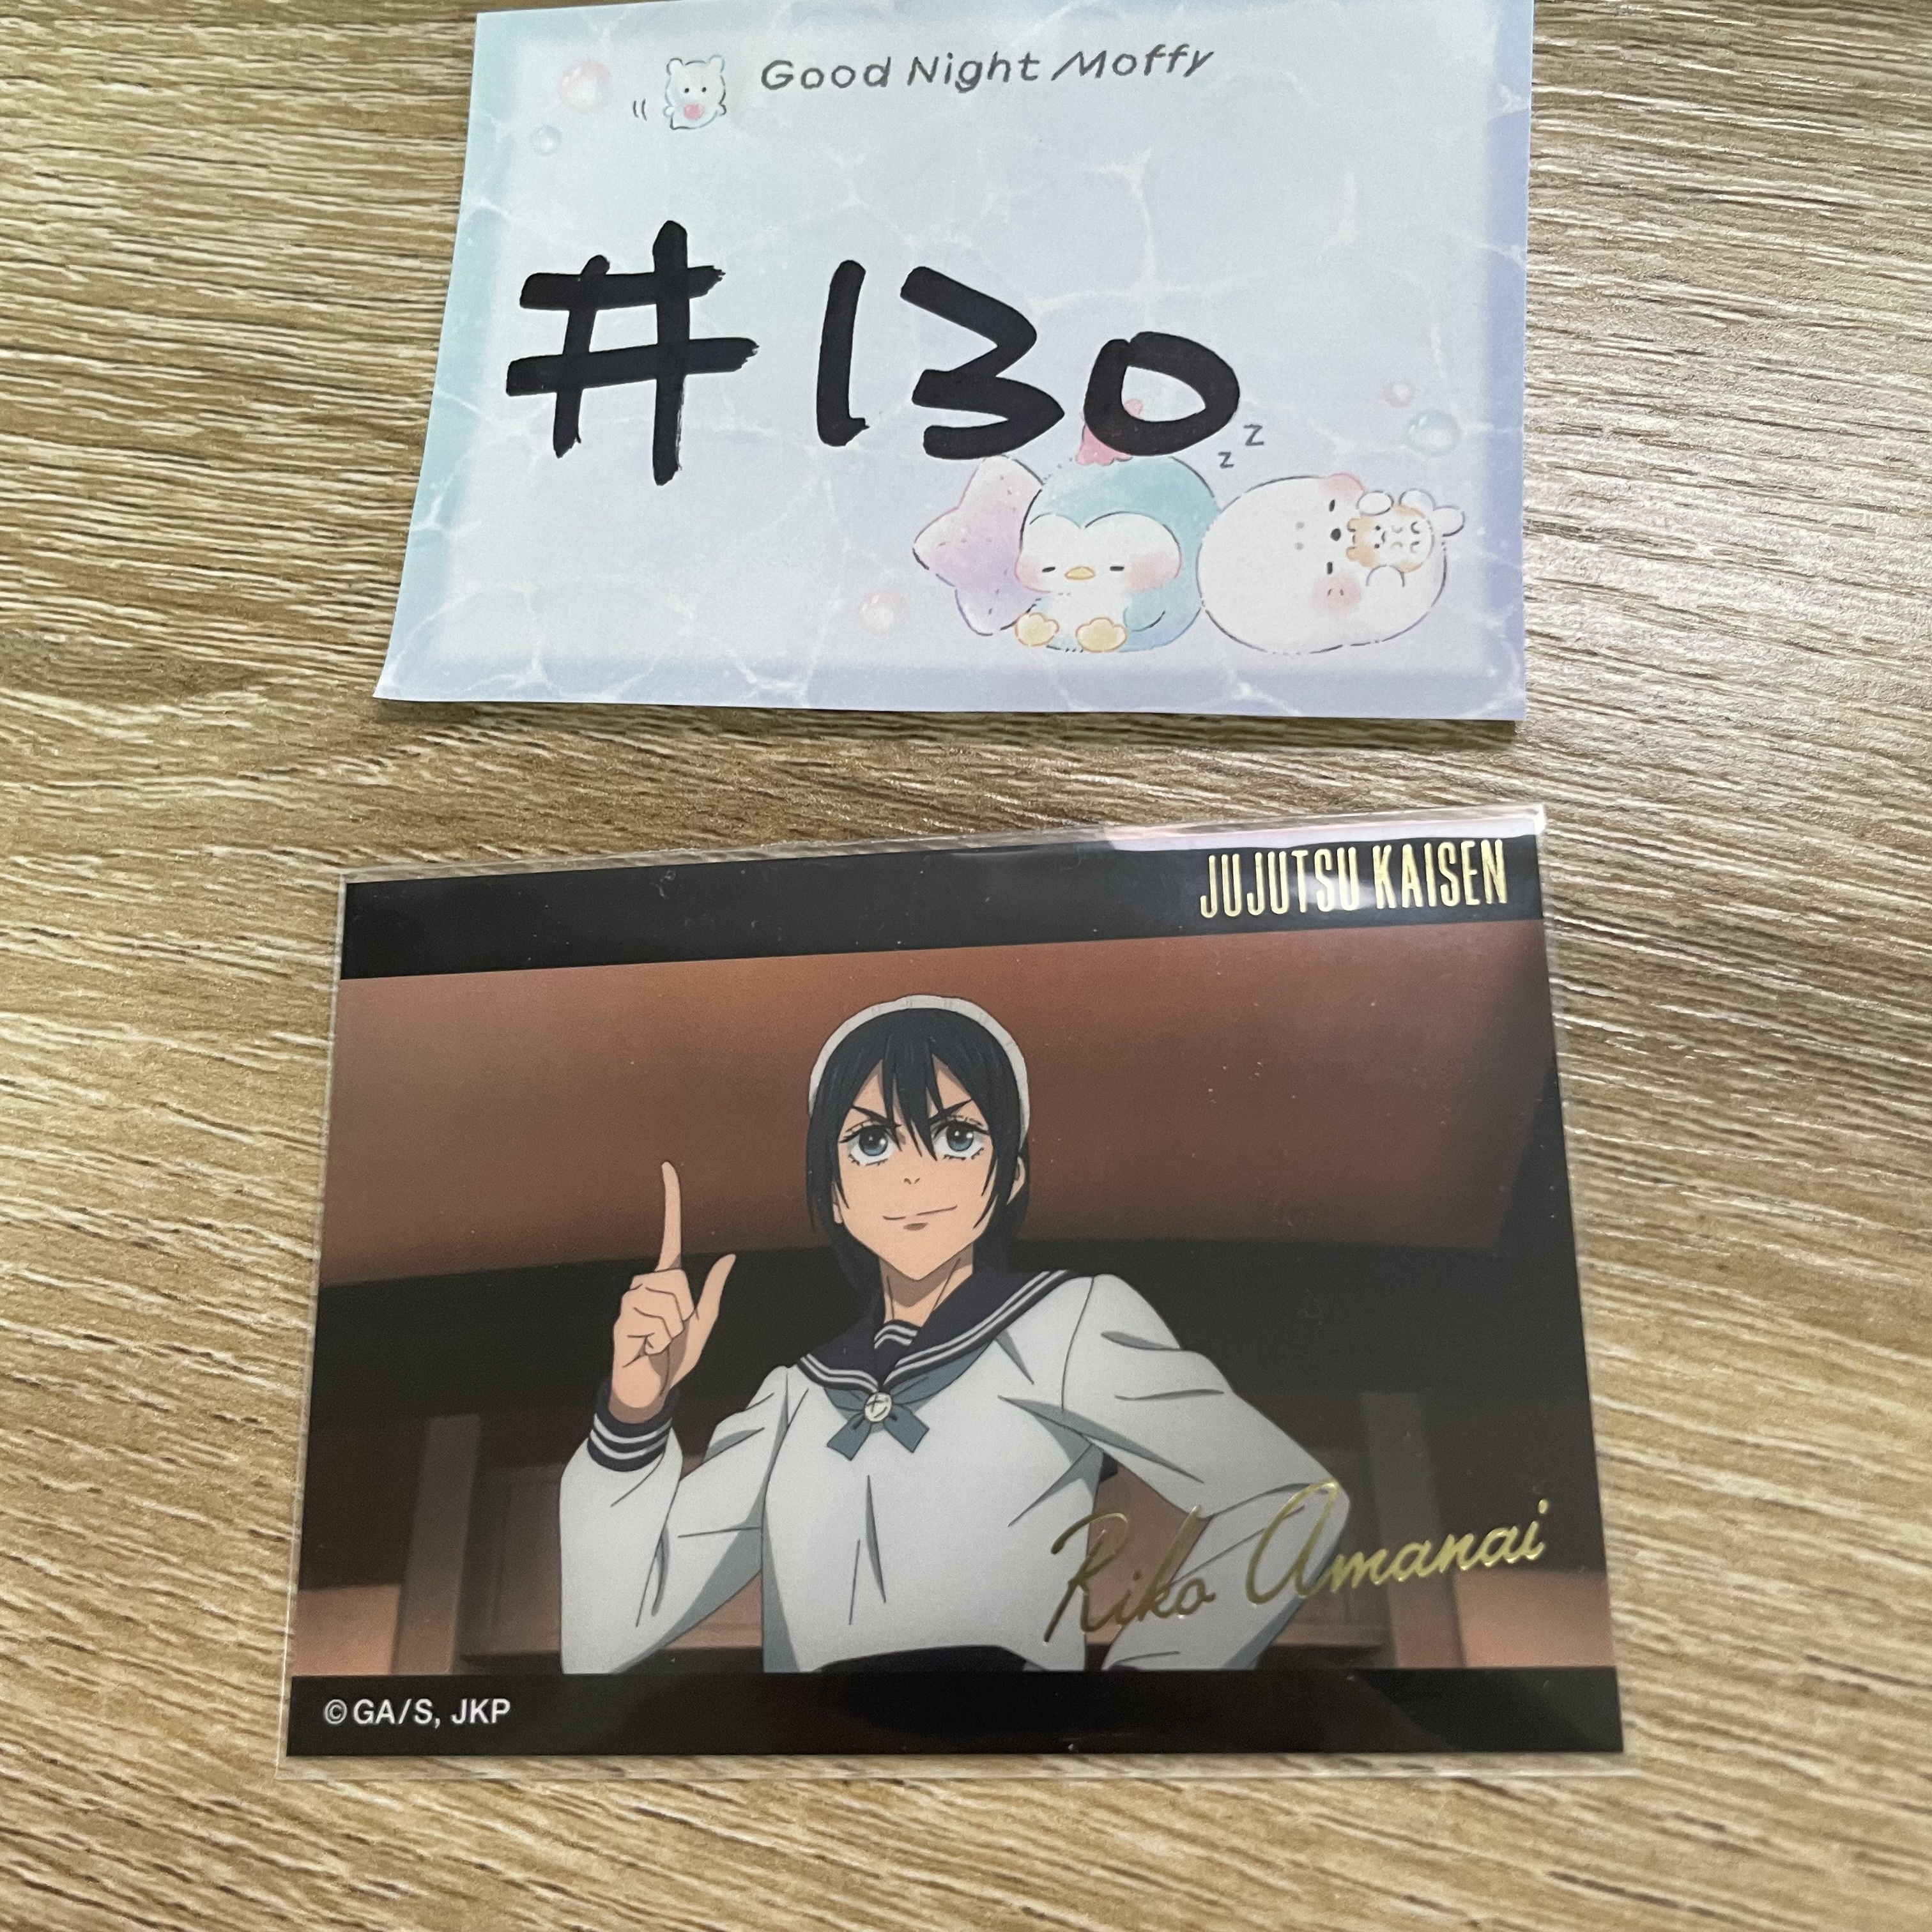 Good Night Moffy
#130
z
z
JUJUTSU KAISEN
Riko Amanai
©GA/S, JKP